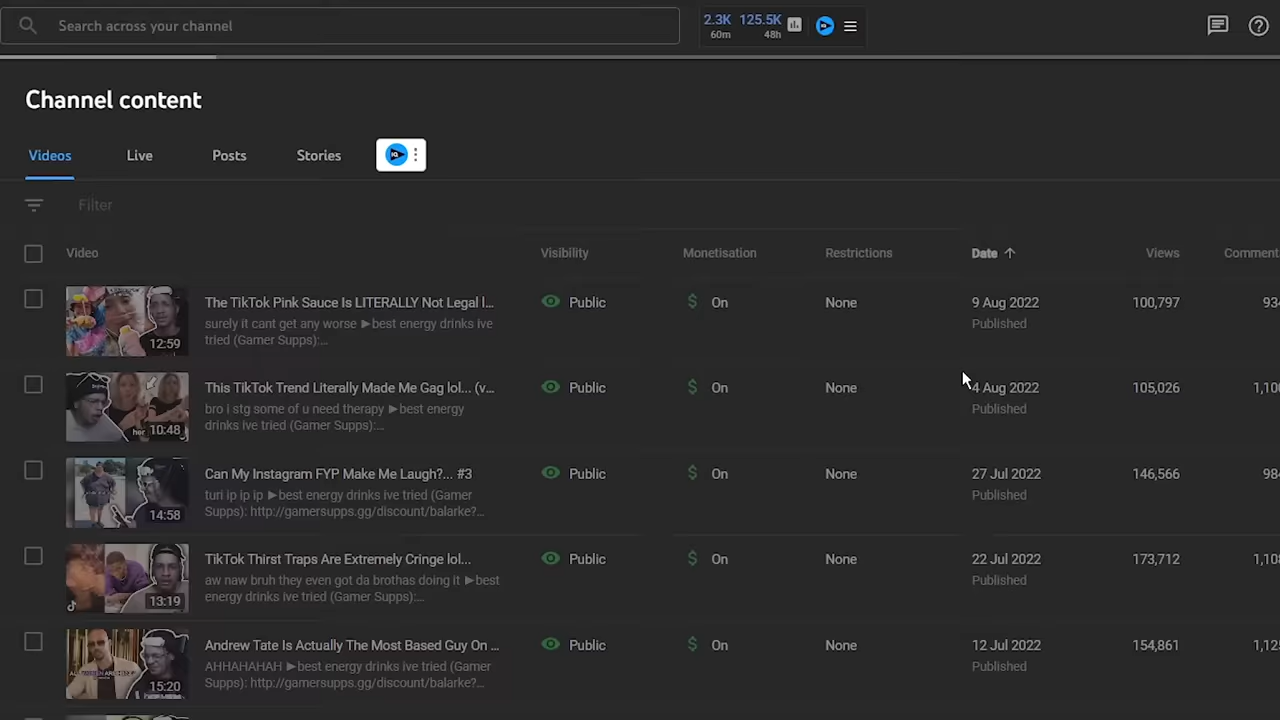 Search across your channel
2.3K 125.5K
60m 48h
Channel content
Videos Live Posts Stories
Filter
Video Visibility Monetisation Restrictions Date Views Comment
The TikTok Pink Sauce Is LITERALLY Not Legal l... Public On None 9 Aug 2022 100,797 934
surely it cant get any worse ►best energy drinks ive Published
tried (Gamer Supps):...
12:59
This TikTok Trend Literally Made Me Gag lol... (v... Public On None 4 Aug 2022 105,026 1,100
bro i stg some of u need therapy ►best energy Published
drinks ive tried (Gamer Supps):...
her 10:48
Can My Instagram FYP Make Me Laugh?... #3 Public On None 27 Jul 2022 146,566 984
turi ip ip ip ►best energy drinks ive tried (Gamer Published
Supps): http://gamersupps.gg/discount/balarke?...
14:58
TikTok Thirst Traps Are Extremely Cringe lol... Public On None 22 Jul 2022 173,712 1,10
aw naw bruh they even got da brothas doing it ►best Published
energy drinks ive tried (Gamer Supps):...
13:19
Andrew Tate Is Actually The Most Based Guy On ... Public On None 12 Jul 2022 154,861 1,12
AHHAHAHAH ►best energy drinks ive tried (Gamer Published
Supps): http://gamersupps.gg/discount/balarke?...
15:20